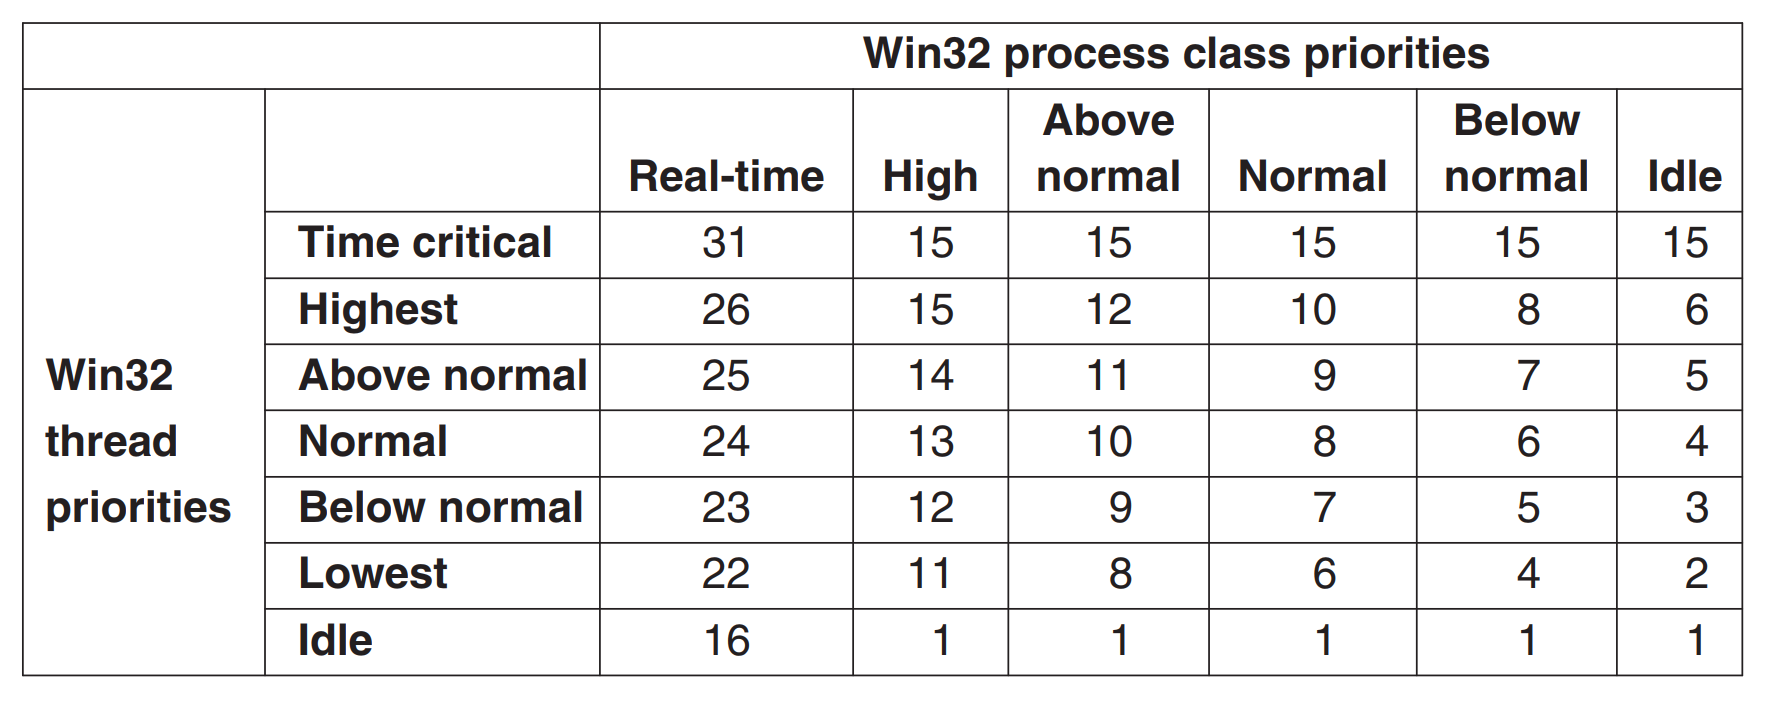 Win32 process class priorities
Above Below
Real-time High normal Normal normal Idle
Time critical 31 15 15 15 15 15
Highest 26 15 12 10 8 6
Win32 Above normal 25 14 11 9 7 5
thread Normal 24 13 10 8 6 4
priorities Below normal 23 12 9 7 5 3
Lowest 22 11 8 6 4 2
Idle 16 1 1 1 1 1